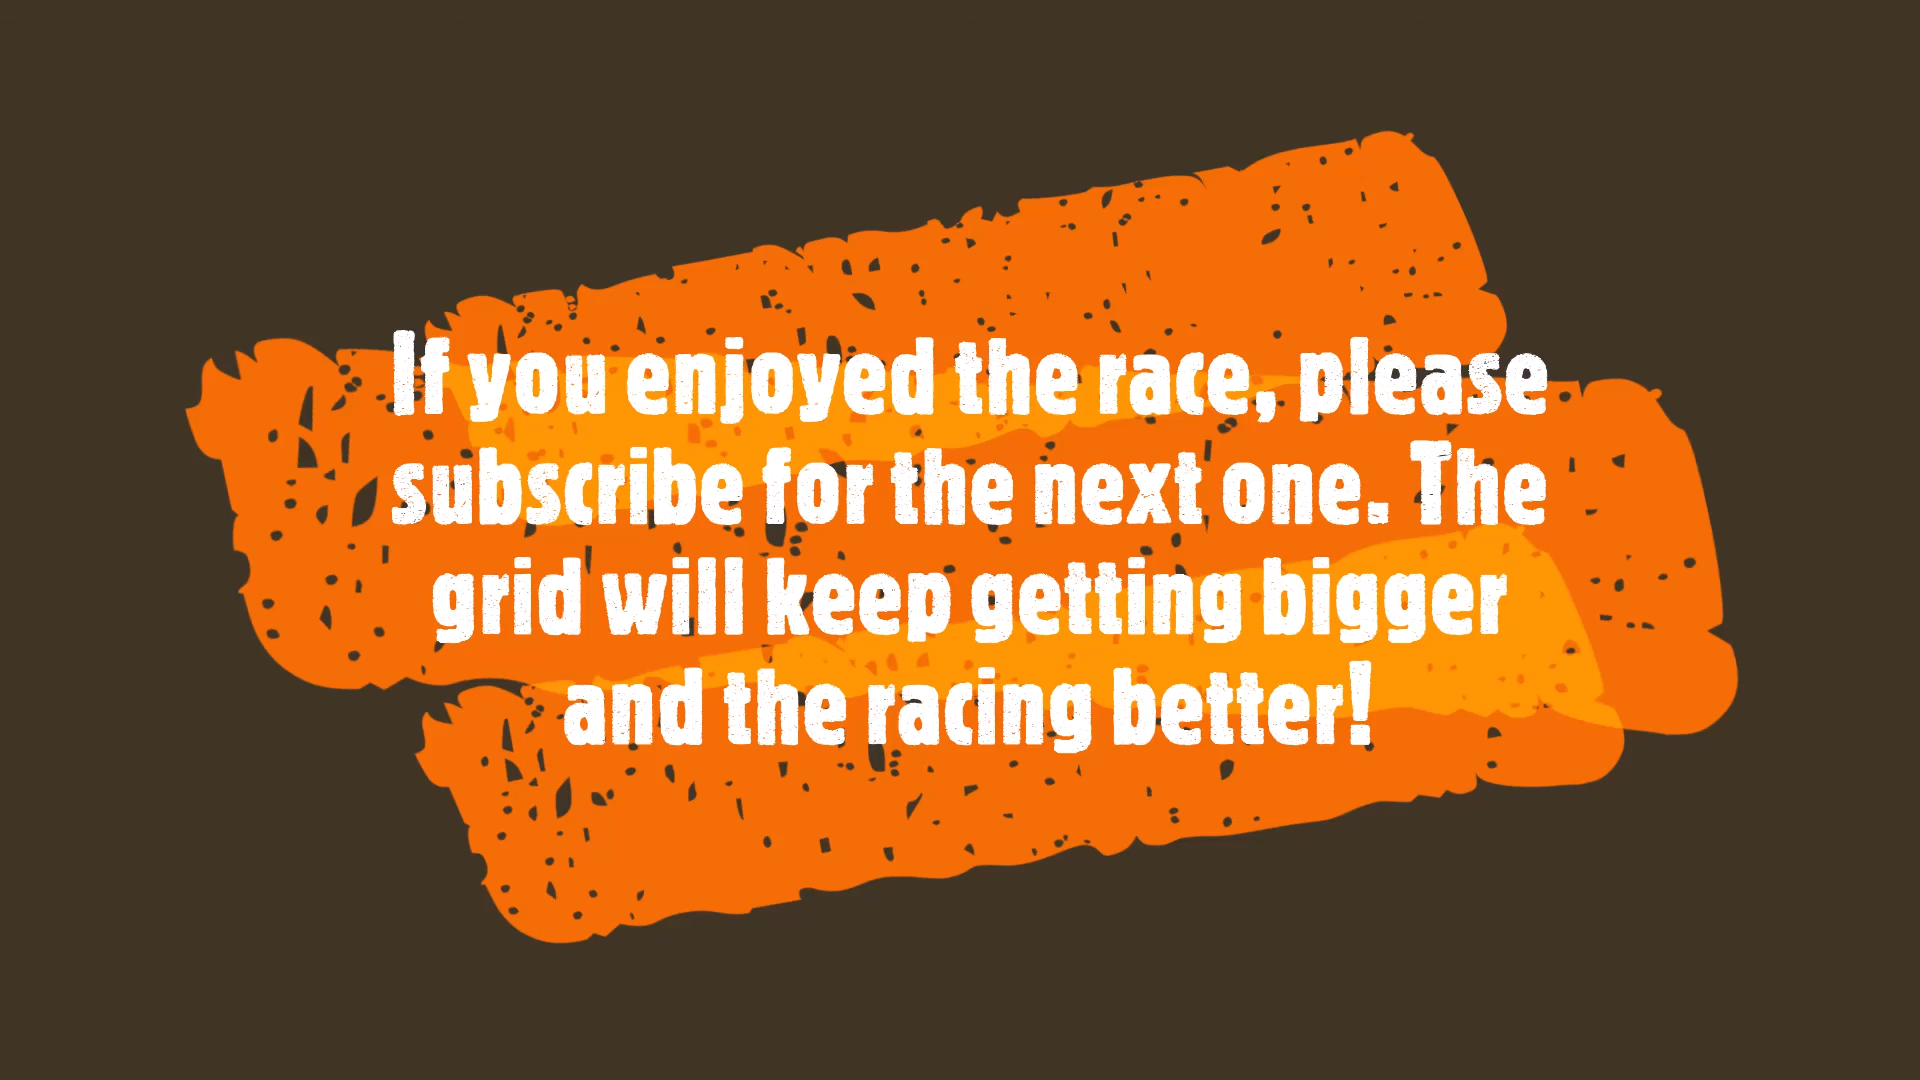 If you enjoyed the race, please
subscribe for the next one. The
grid will keep getting bigger
and the racing better!